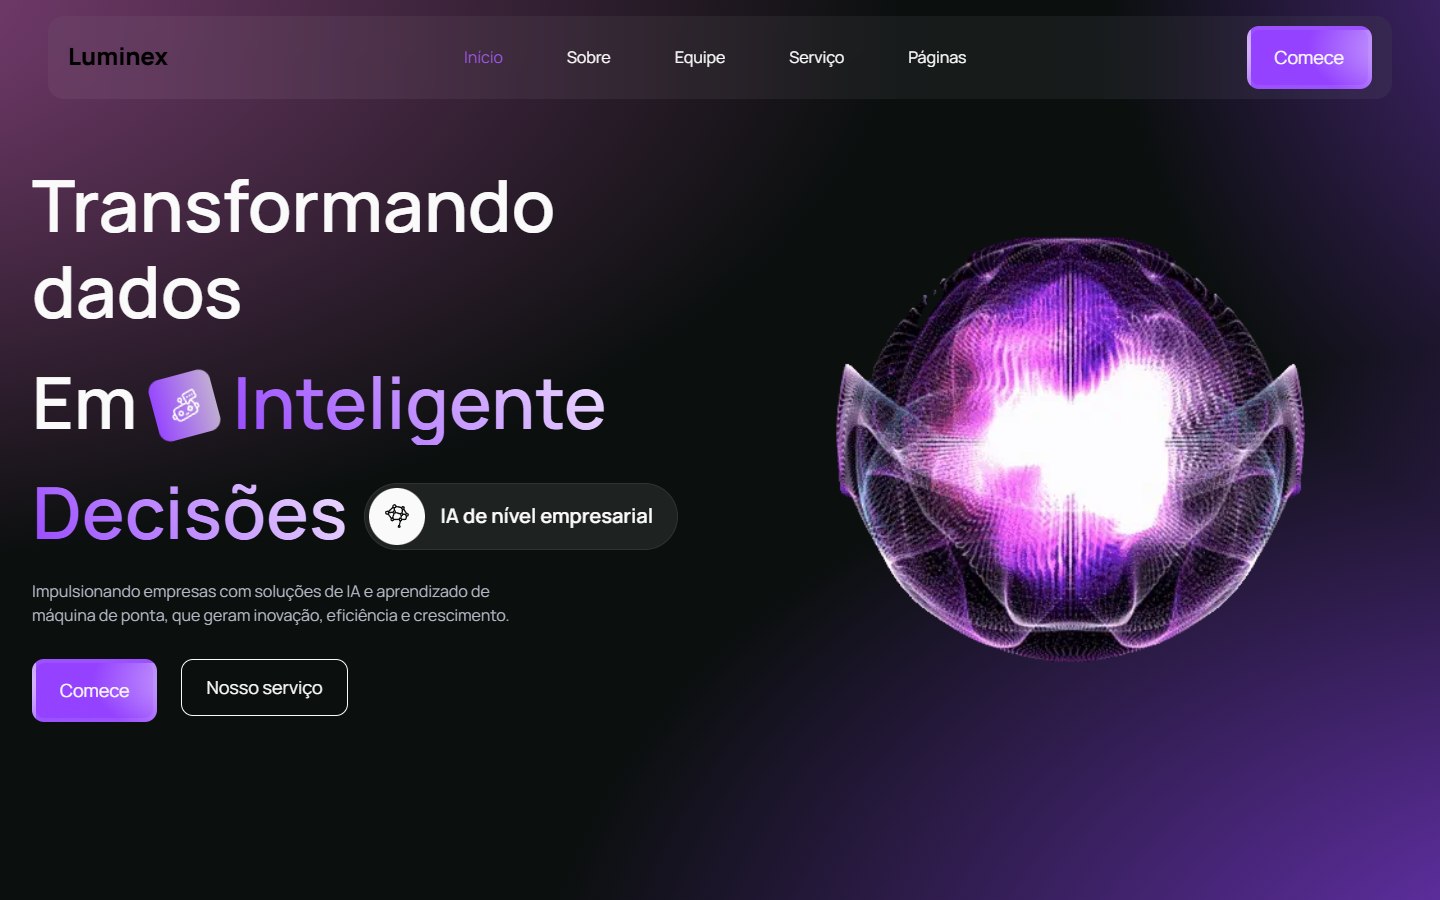 Luminex
Início
Sobre
Equipe
Serviço
Páginas
Comece
Transformando
dados
Em Inteligente
Decisões
IA de nível empresarial
Impulsionando empresas com soluções de IA e aprendizado de
máquina de ponta, que geram inovação, eficiência e crescimento.
Comece
Nosso serviço